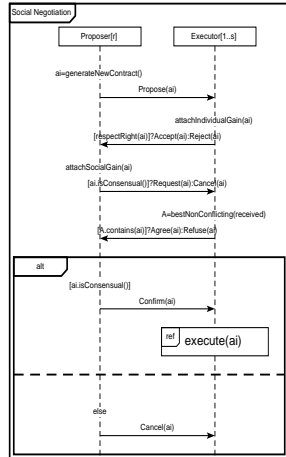 Social Negotiation
Proposer[r]
Executor[1..s]
ai=generateNewContract()
Propose(ai)
attachIndividualGain(ai)
[respectRight(ai)]?Accept(ai):Reject(ai)
attachSocialGain(ai)
[ai.isConsensual()]?Request(ai):Cancel(ai)
A=bestNonConflicting(received)
[A.contains(ai)]?Agree(ai):Refuse(ai)
alt
[ai.isConsensual()]
Confirm(ai)
ref
execute(ai)
else
Cancel(ai)